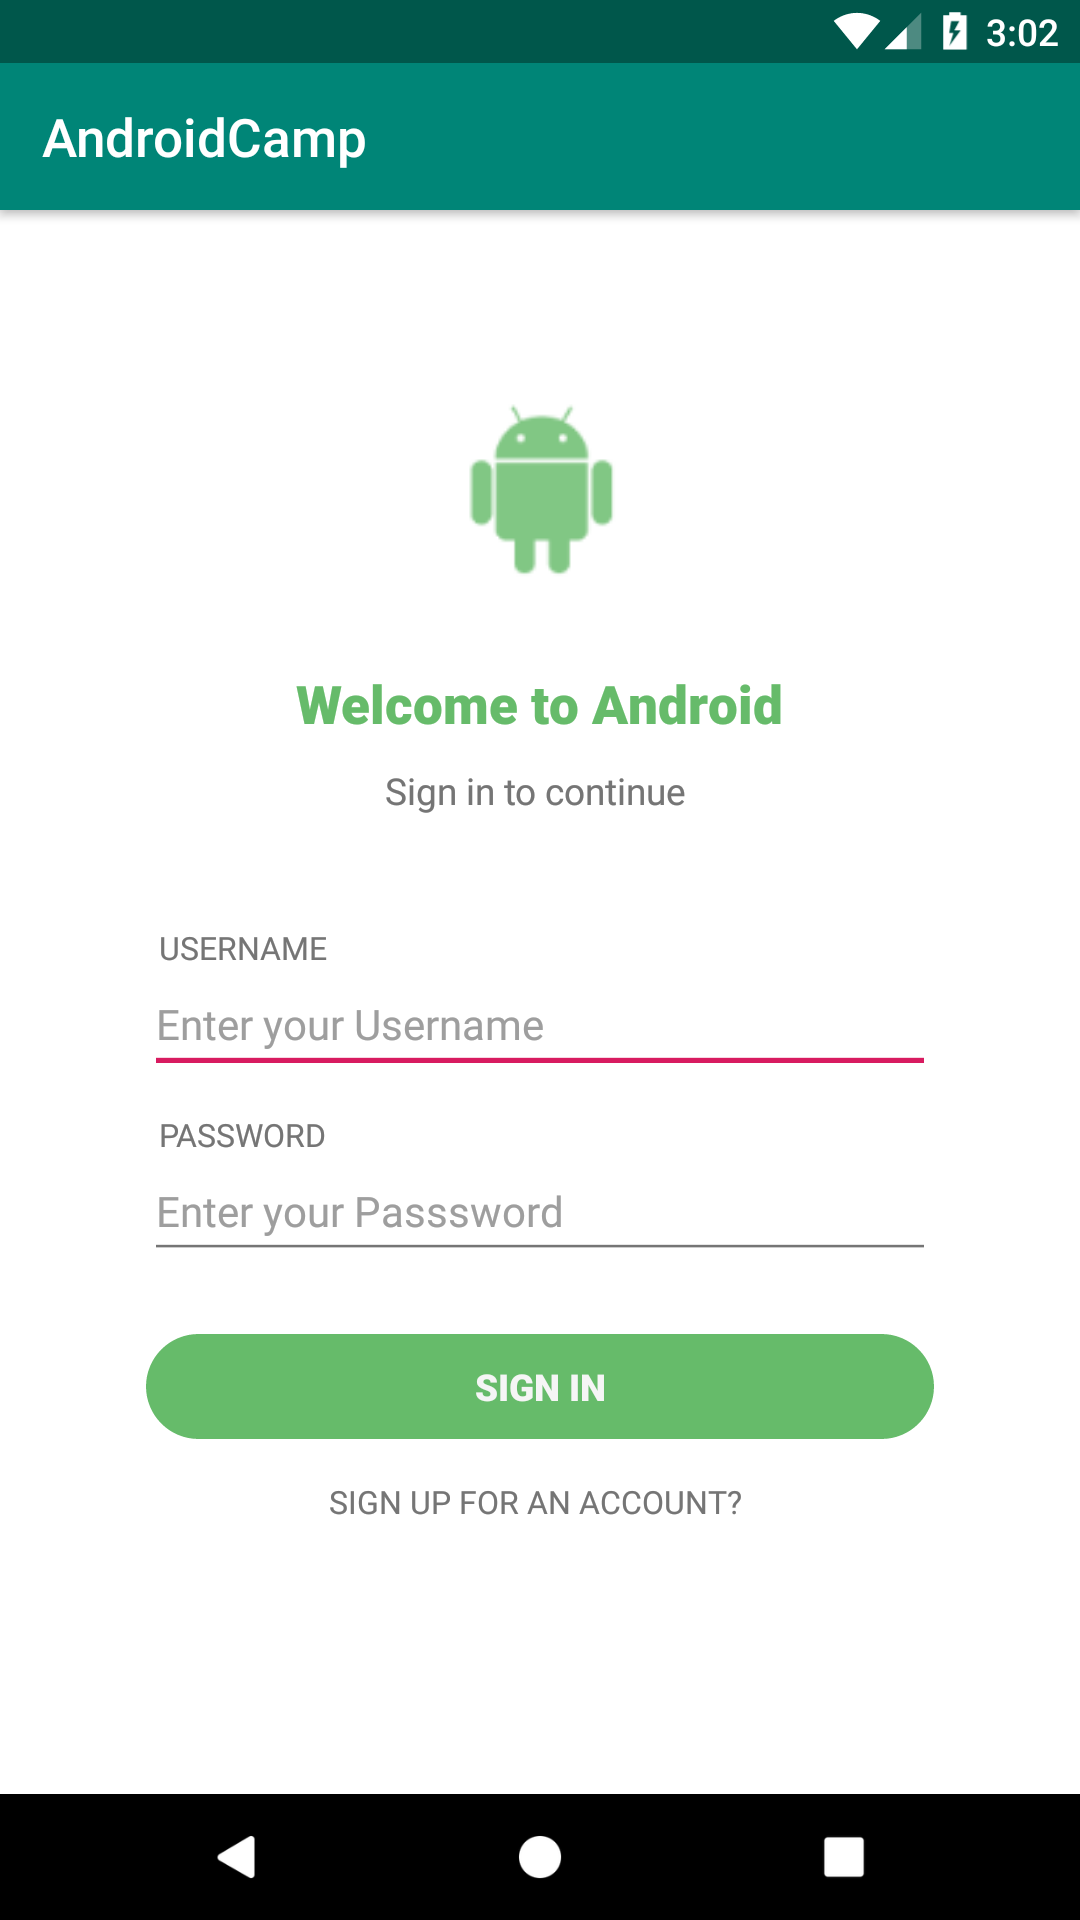 3:02
AndroidCamp
Welcome to Android
Sign in to continue
USERNAME
Enter your Username
PASSWORD
Enter your Passsword
SIGN IN
SIGN UP FOR AN ACCOUNT?